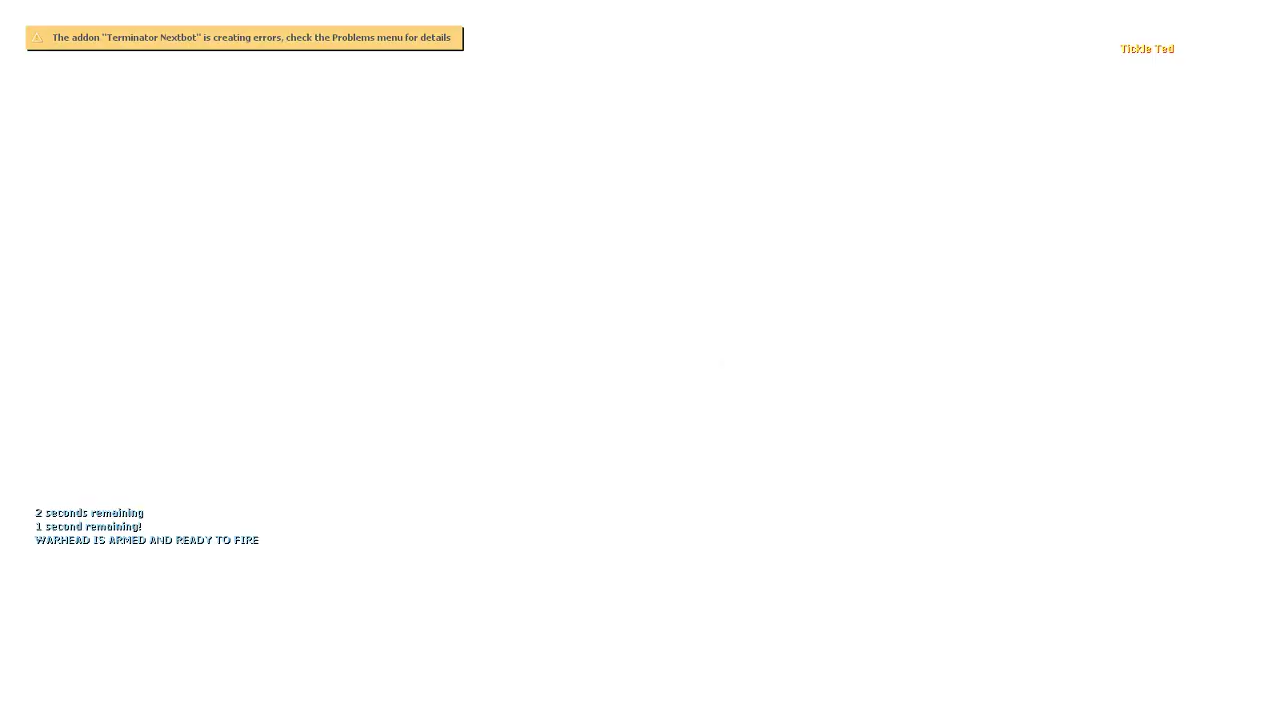 The addon "Terminator Nextbot" is creating errors, check the Problems menu for details
Tickle Ted
2 seconds remaining
1 second remaining!
WARHEAD IS ARMED AND READY TO FIRE